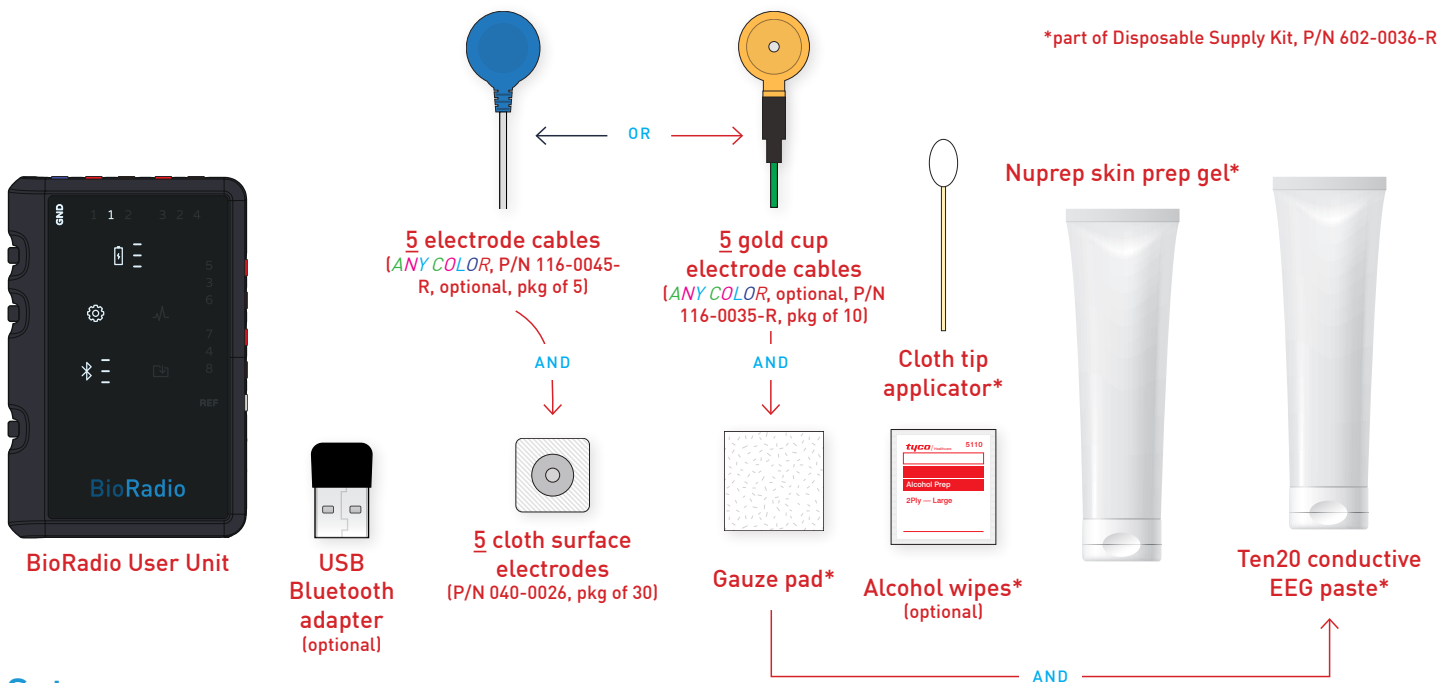 *part of Disposable Supply Kit, P/N 602-0036-R
OR
GND 1 1 2 3 2 4
5
3
6
7
4
8
REF
BioRadio
BioRadio User Unit
USB
Bluetooth
adapter
(optional)
5 electrode cables
(ANY COLOR, P/N 116-0045-
R, optional, pkg of 5)
AND
5 cloth surface
electrodes
(P/N 040-0026, pkg of 30)
5 gold cup
electrode cables
(ANY COLOR, optional, P/N
116-0035-R, pkg of 10)
AND
Gauze pad*
Cloth tip
applicator*
tyco Healthcare 5110
Alcohol Prep
2Ply — Large
Alcohol wipes*
(optional)
Nuprep skin prep gel*
Ten20 conductive
EEG paste*
AND